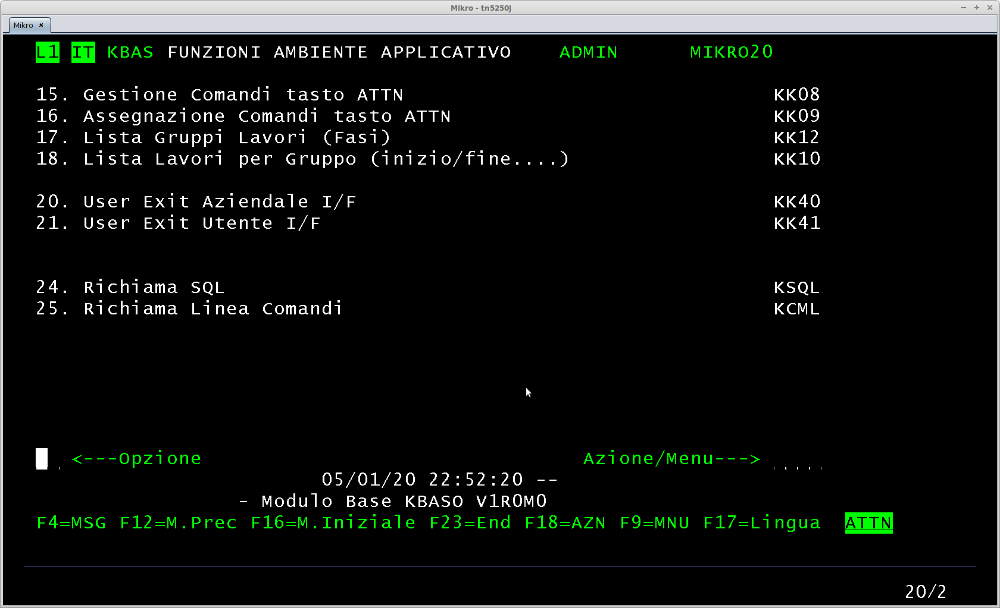 Mikro - tn5250j
Mikro ×
L1 IT KBAS FUNZIONI AMBIENTE APPLICATIVO ADMIN MIKRO20
15. Gestione Comandi tasto ATTN KK08
16. Assegnazione Comandi tasto ATTN KK09
17. Lista Gruppi Lavori (Fasi) KK12
18. Lista Lavori per Gruppo (inizio/fine....) KK10
20. User Exit Aziendale I/F KK40
21. User Exit Utente I/F KK41
24. Richiama SQL KSQL
25. Richiama Linea Comandi KCML
<---Opzione Azione/Menu--->
05/01/20 22:52:20 --
- Modulo Base KBASO V1R0M0
F4=MSG F12=M.Prec F16=M.Iniziale F23=End F18=AZN F9=MNU F17=Lingua ATTN
20/2